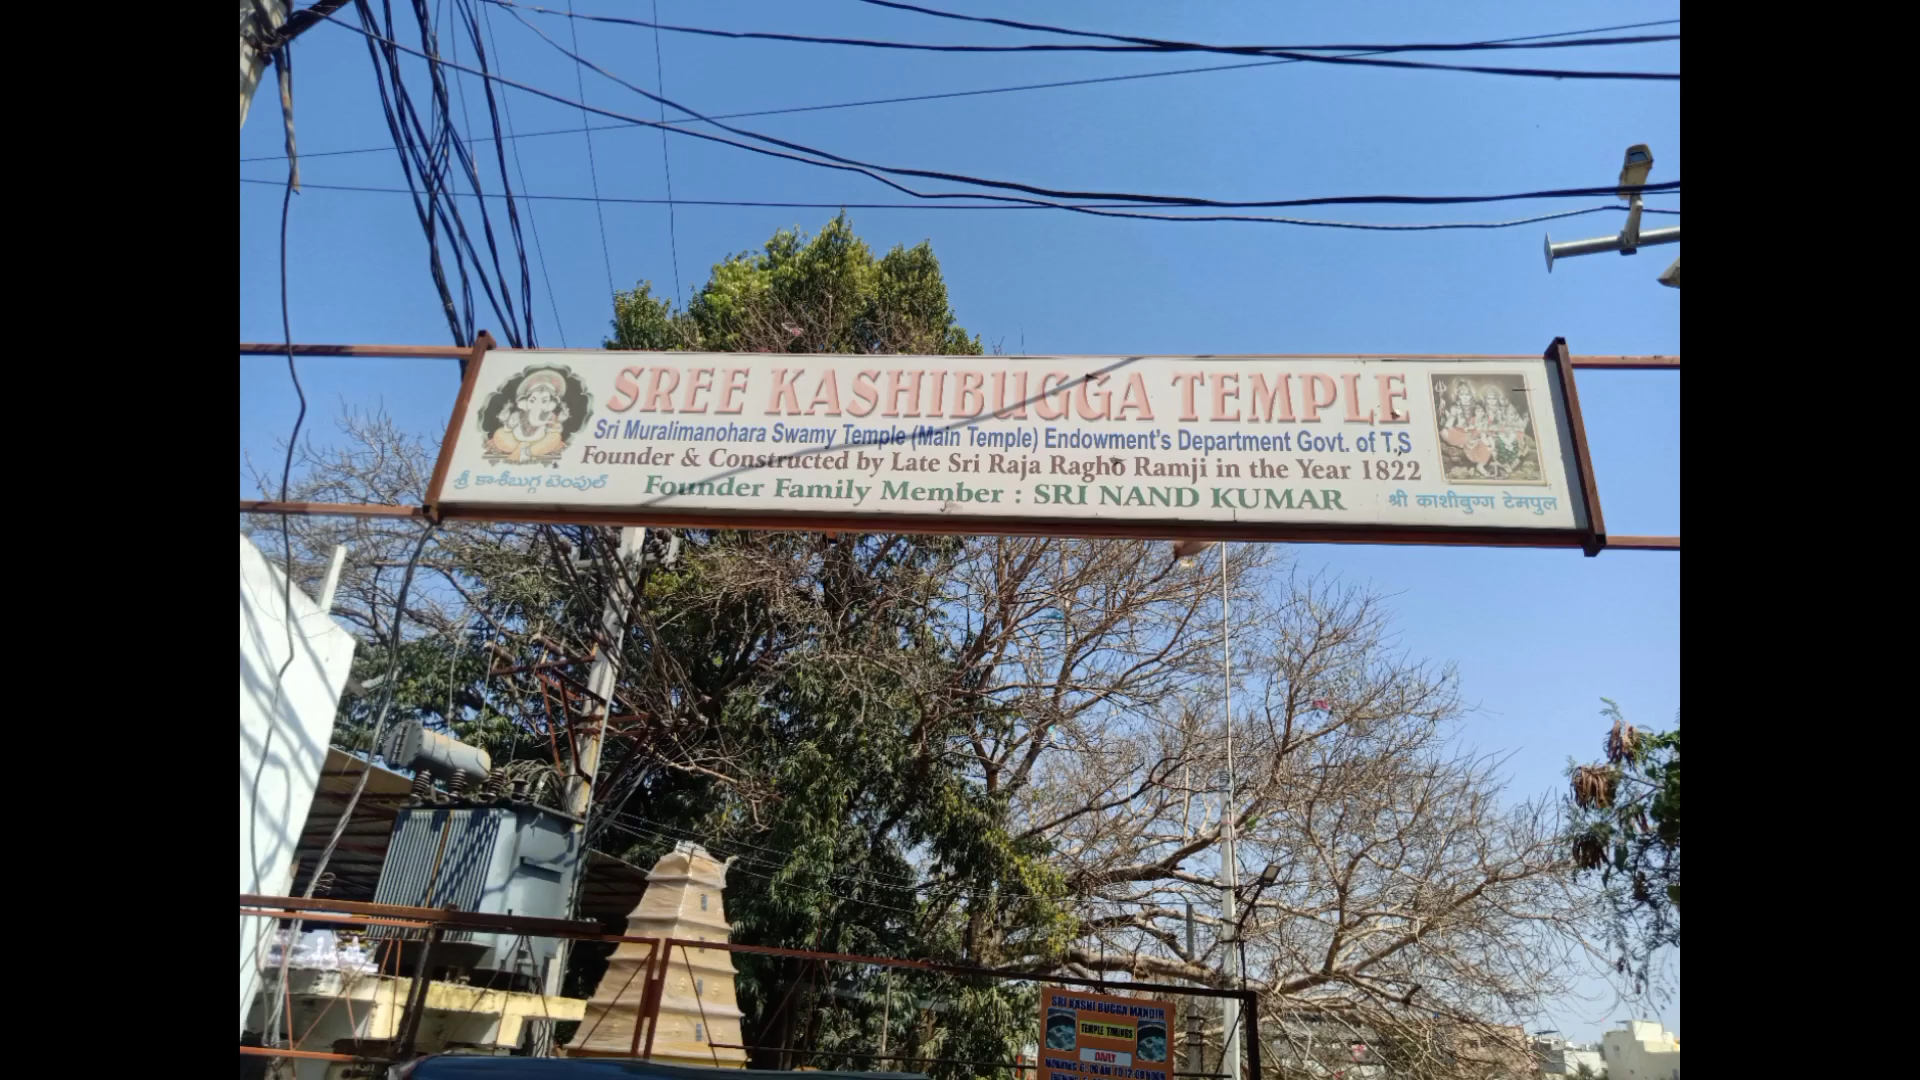 SREE KASHIBUGGA TEMPLE
Sri Muralimanohara Swamy Temple (Main Temple) Endowment's Department Govt. of T.S
Founder & Constructed by Late Sri Raja Ragho Ramji in the Year 1822
Founder Family Member : SRI NAND KUMAR
శ్రీ కాశీబుగ్గ టెంపుల్
श्री काशीबुग्ग टेमपुल
SRI KASHI BUGGA MANDIR
TEMPLE TIMINGS
DAILY